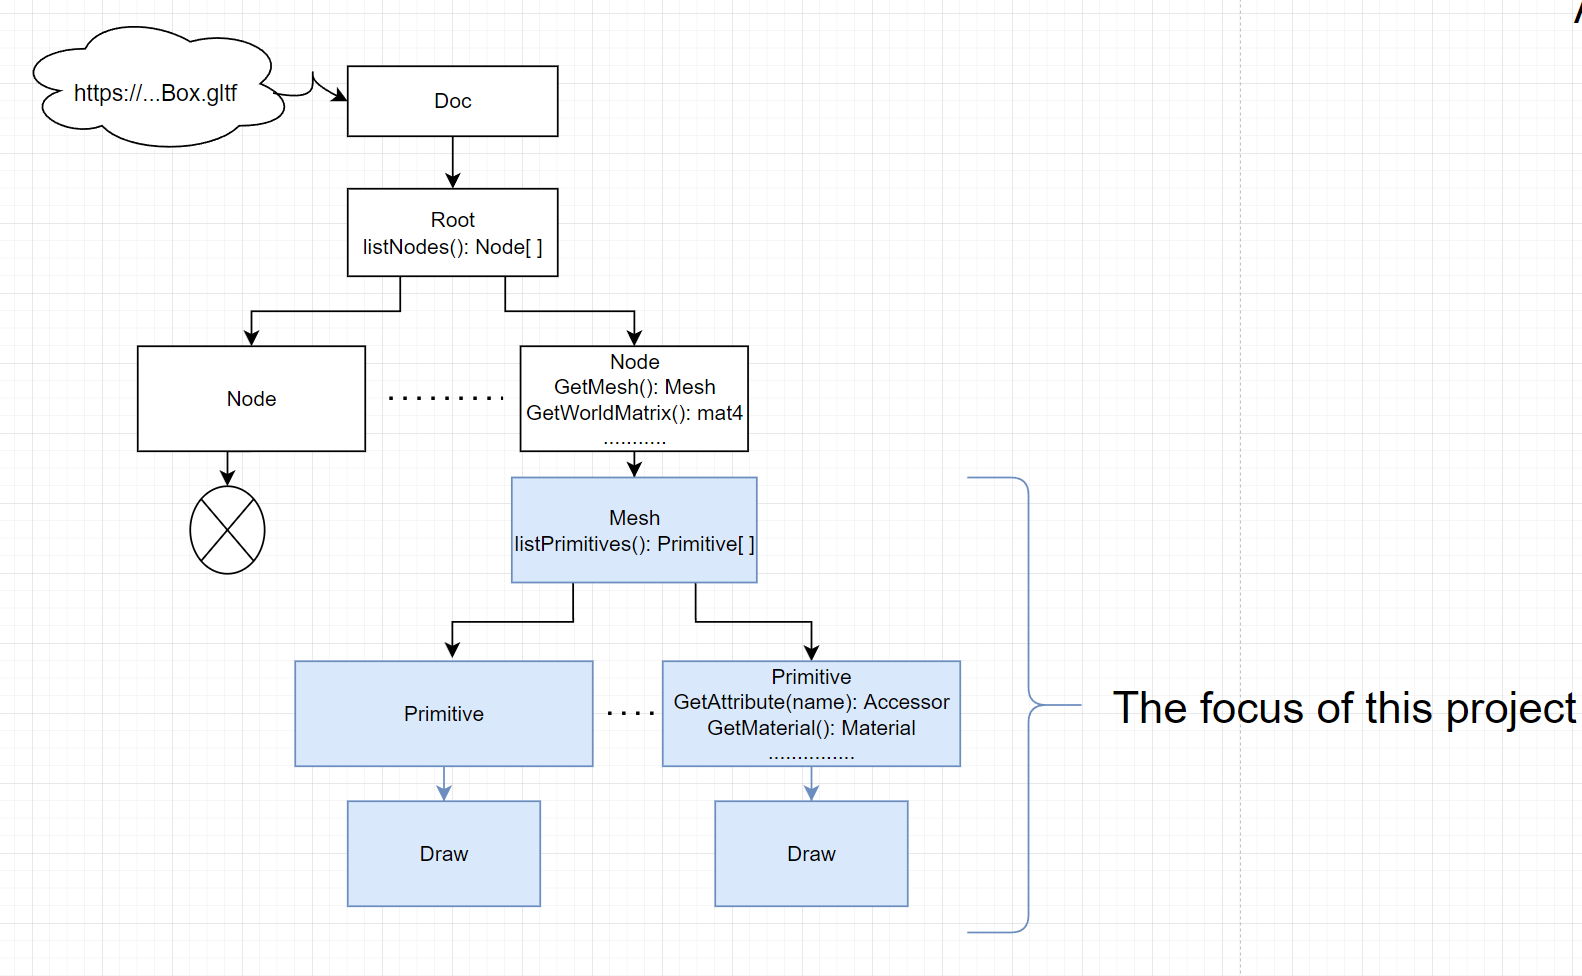 https://...Box.gltf
Doc
Root
listNodes(): Node[ ]
Node
.........
Node
GetMesh(): Mesh
GetWorldMatrix(): mat4
...........
Mesh
listPrimitives(): Primitive[ ]
Primitive
....
Primitive
GetAttribute(name): Accessor
GetMaterial(): Material
...............
The focus of this project
Draw
Draw